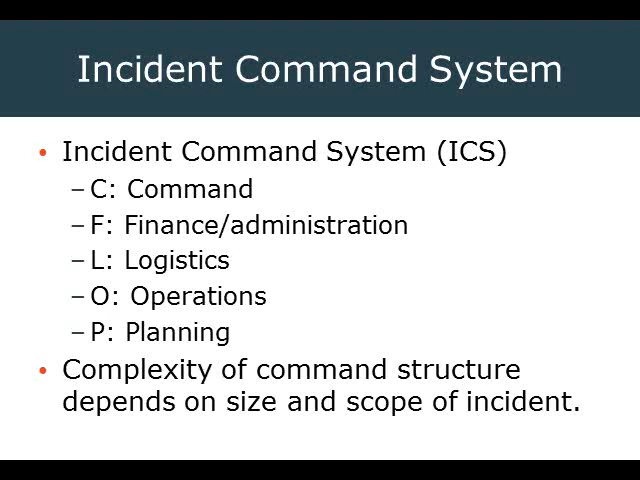 Incident Command System
• Incident Command System (ICS)
– C: Command
– F: Finance/administration
– L: Logistics
– O: Operations
– P: Planning
• Complexity of command structure
depends on size and scope of incident.